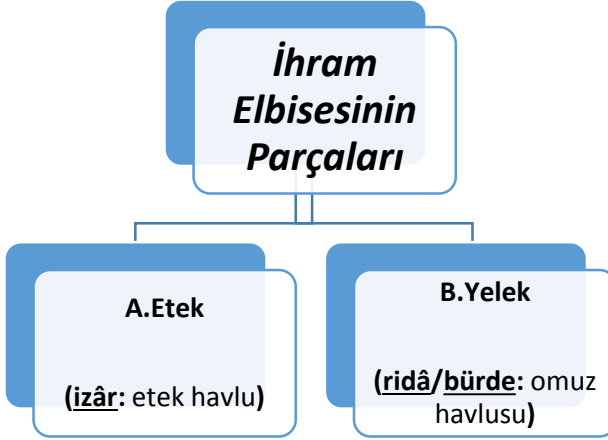 İhram
Elbisesinin
Parçaları
A.Etek
(izâr: etek havlu)
B.Yelek
(ridâ/bürde: omuz
havlusu)